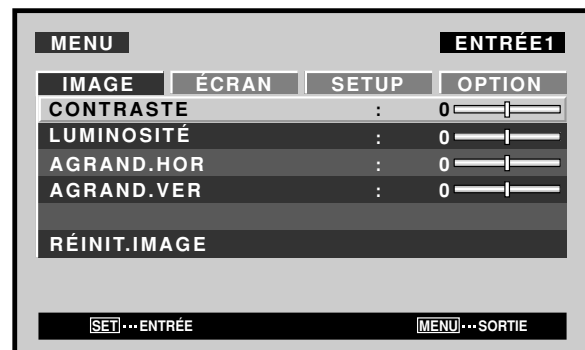 MENU ENTRÉE1
IMAGE ÉCRAN SETUP OPTION
CONTRASTE : 0
LUMINOSITÉ : 0
AGRAND.HOR : 0
AGRAND.VER : 0
RÉINIT.IMAGE
SET ··· ENTRÉE MENU ··· SORTIE